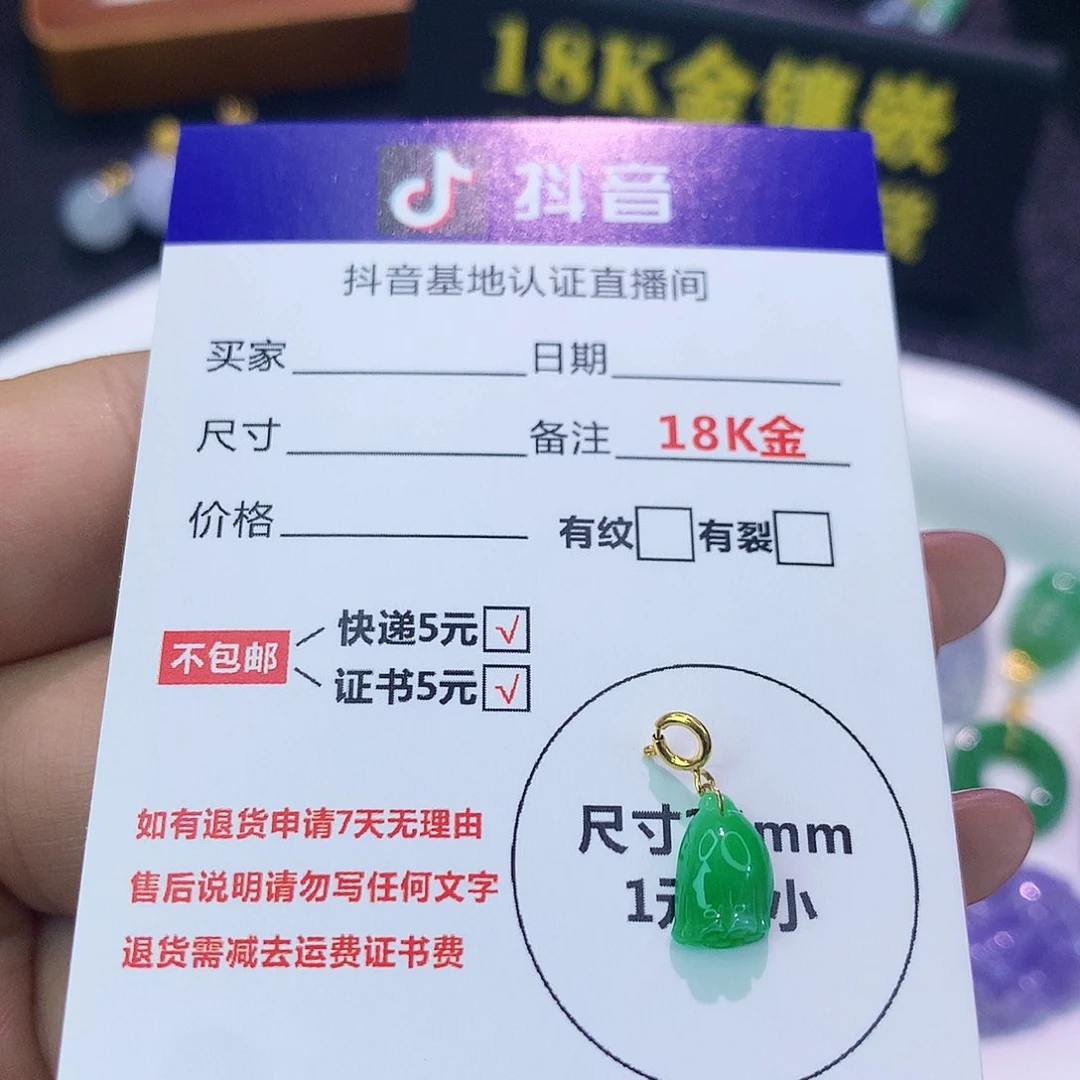 18K金镶嵌
抖音
抖音基地认证直播间
买家 日期
尺寸 备注 18K金
价格 有纹 有裂
不包邮
快递5元 √
证书5元 √
如有退货申请7天无理由
售后说明请勿写任何文字
退货需减去运费证书费
尺寸 mm
1 小